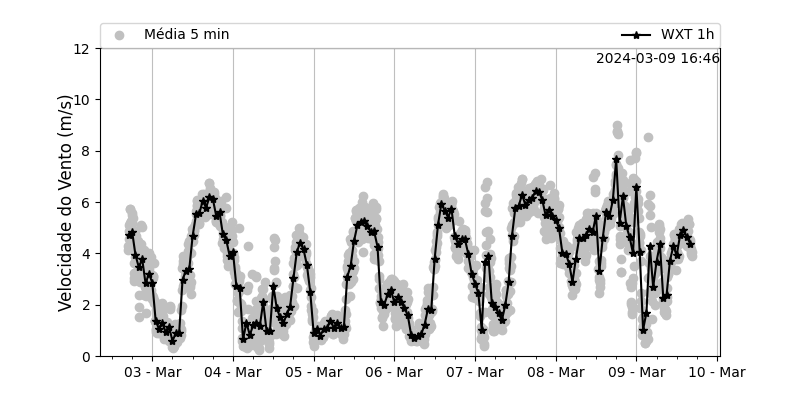 Média 5 min
WXT 1h
2024-03-09 16:46
Velocidade do Vento (m/s)
12
10
8
6
4
2
0
03 - Mar
04 - Mar
05 - Mar
06 - Mar
07 - Mar
08 - Mar
09 - Mar
10 - Mar